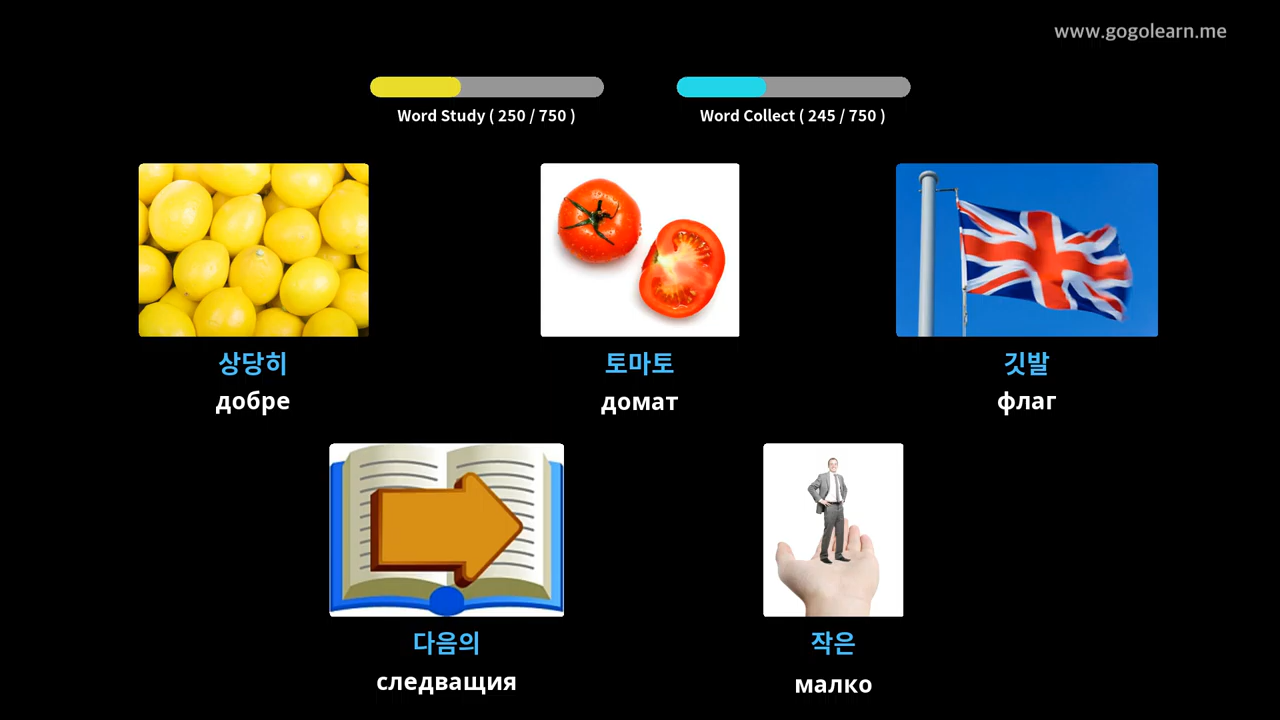 www.gogolearn.me
Word Study ( 250 / 750 )
Word Collect ( 245 / 750 )
상당히
добре
토마토
домат
깃발
флаг
다음의
следващия
작은
малко